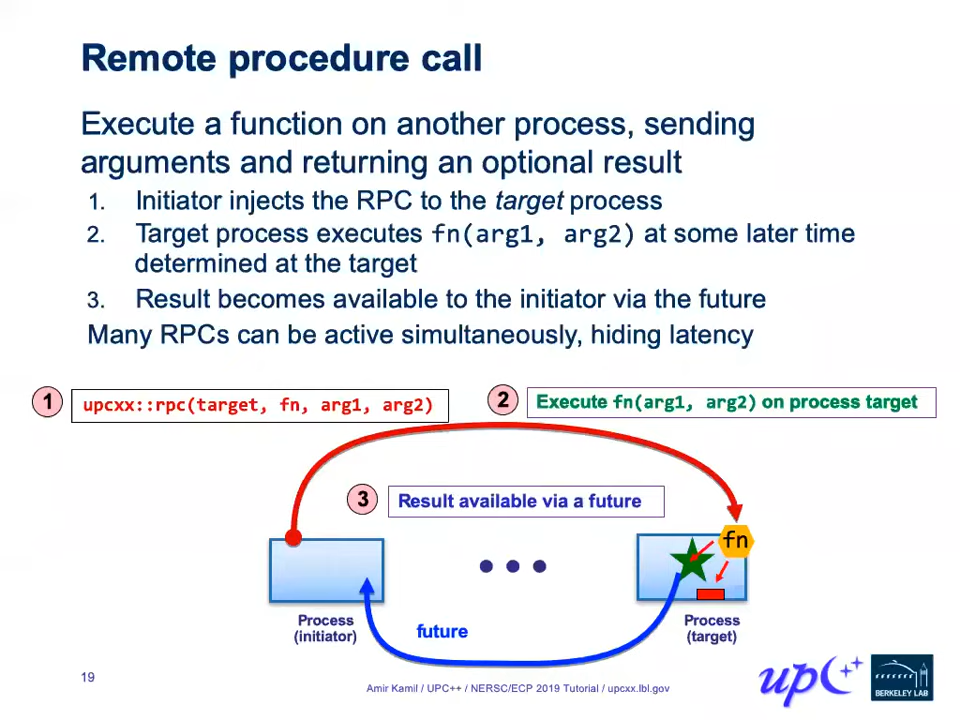 Remote procedure call
Execute a function on another process, sending
arguments and returning an optional result
1. Initiator injects the RPC to the target process
2. Target process executes fn(arg1, arg2) at some later time
determined at the target
3. Result becomes available to the initiator via the future
Many RPCs can be active simultaneously, hiding latency
1 upcxx::rpc(target, fn, arg1, arg2)
2 Execute fn(arg1, arg2) on process target
3 Result available via a future
fn
Process
(initiator)
future
Process
(target)
19
Amir Kamil / UPC++ / NERSC/ECP 2019 Tutorial / upcxx.lbl.gov
upC++
BERKELEY LAB